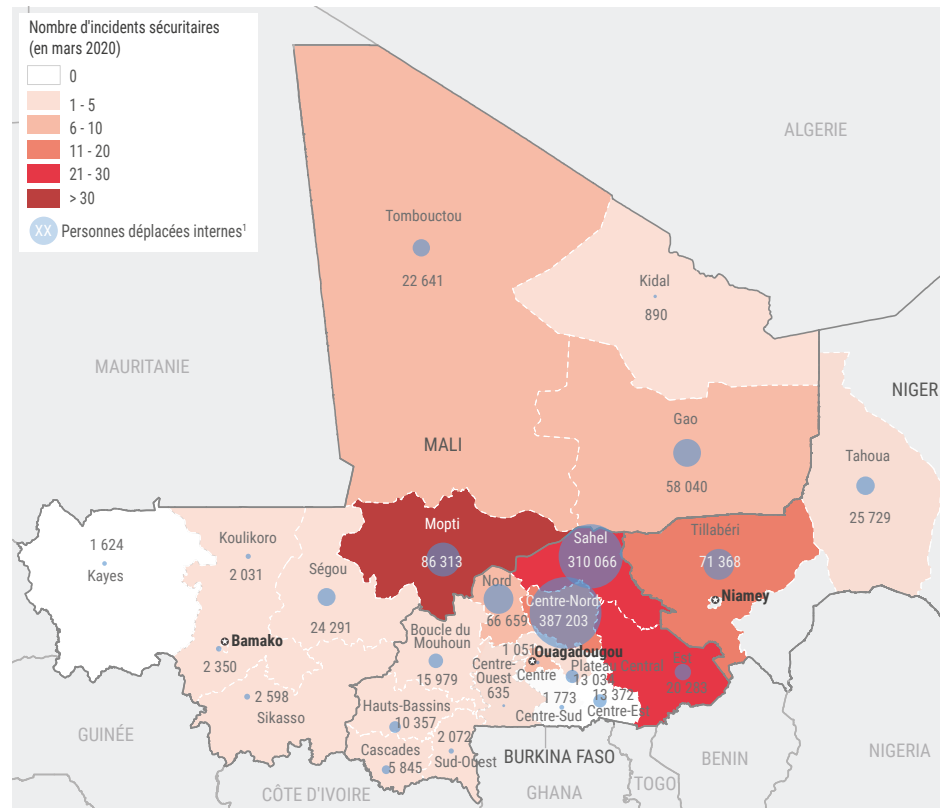 Nombre d'incidents sécuritaires
(en mars 2020)
0
1 - 5
6 - 10
11 - 20
21 - 30
> 30
XX Personnes déplacées internes¹
ALGERIE
Tombouctou
22 641
Kidal
890
MAURITANIE
NIGER
MALI
Gao
58 040
Tahoua
25 729
Mopti
86 313
Sahel
310 066
Tillabéri
71 368
Niamey
1 624
Kayes
Koulikoro
2 031
Ségou
24 291
Nord
66 659
Centre-Nord
387 203
Bamako
2 350
2 598
Sikasso
Boucle du
Mouhoun
15 979
1 051
Ouagadougou
Centre
Centre-
Ouest
635
Plateau Central
13 034
Est
1 773
Centre-Sud
13 372
Centre-Est
Hauts-Bassins
10 357
2 072
Sud-Ouest
Cascades
5 845
GUINÉE
BURKINA FASO
CÔTE D'IVOIRE
GHANA
TOGO
BENIN
NIGERIA